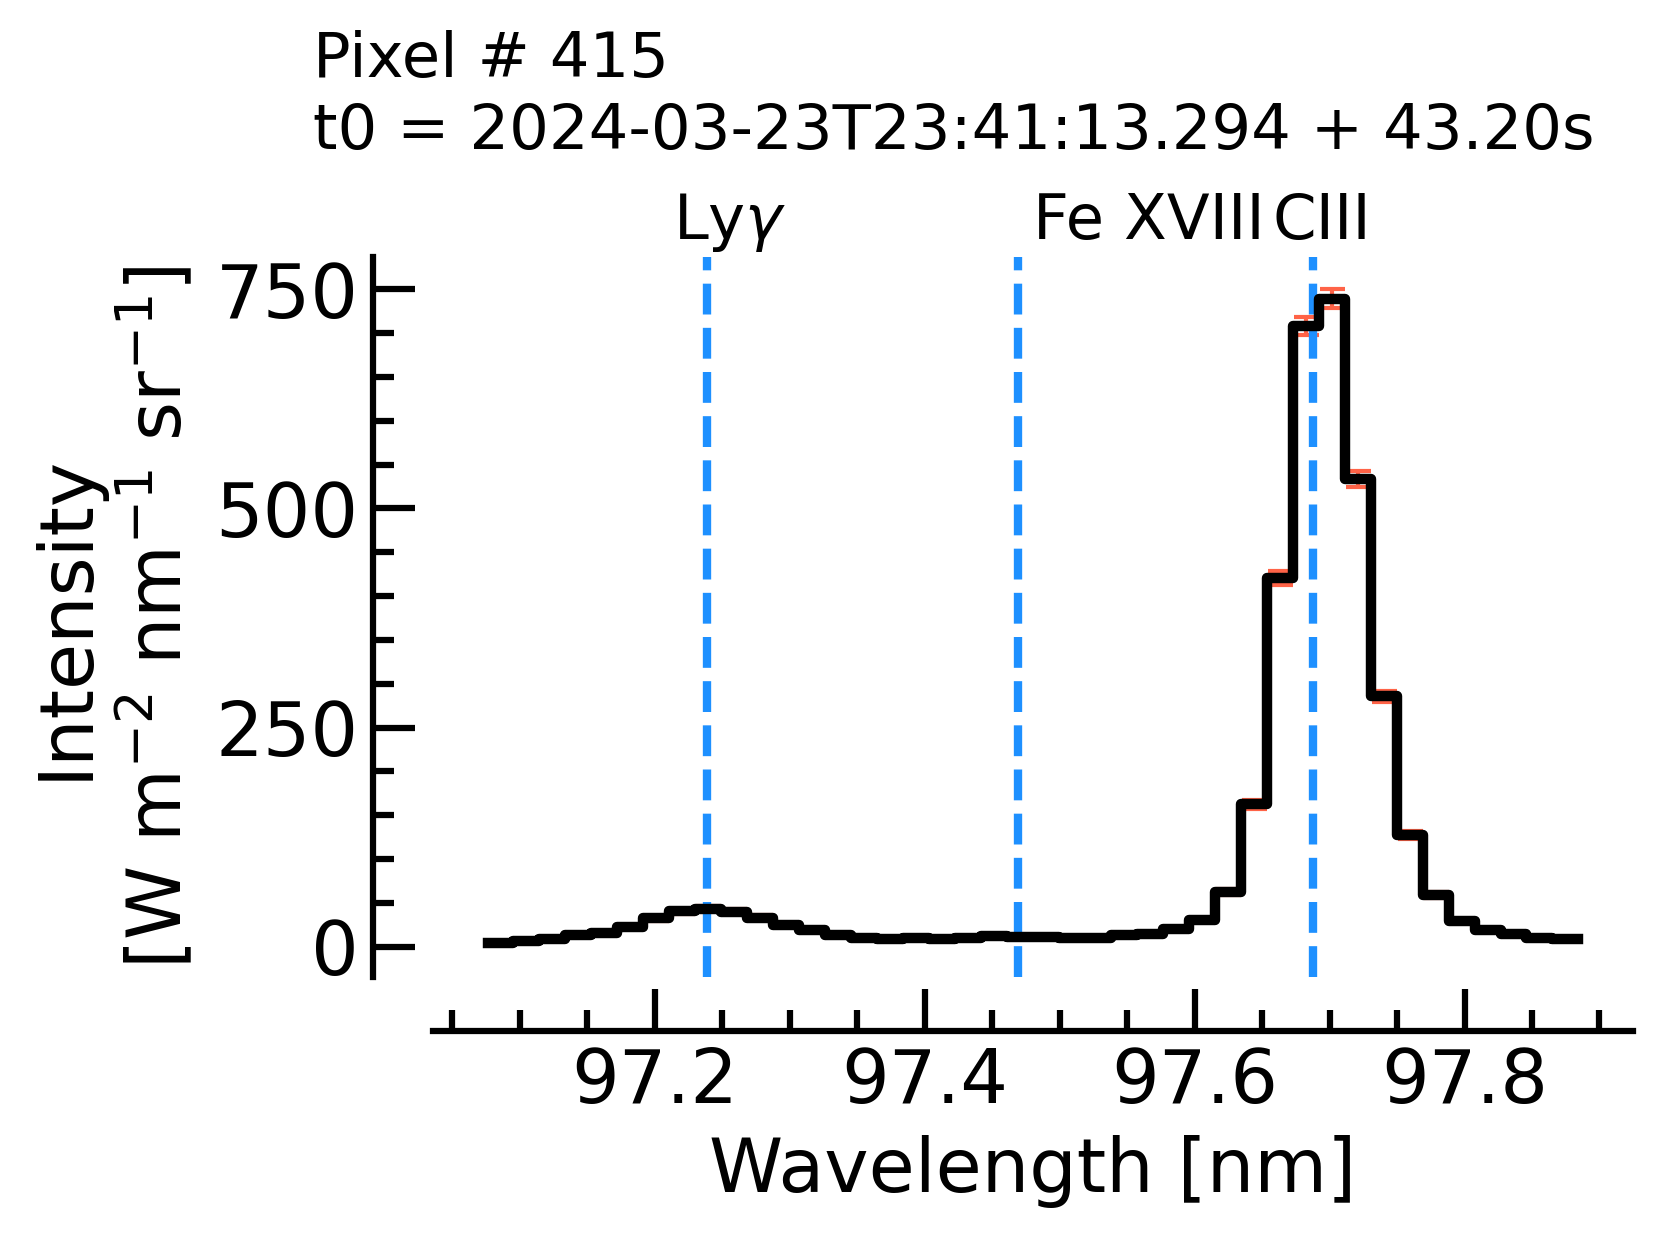 Pixel # 415
t0 = 2024-03-23T23:41:13.294 + 43.20s
Lyγ Fe XVIII CIII
Intensity
[W m⁻² nm⁻¹ sr⁻¹]
750
500
250
0
97.2 97.4 97.6 97.8
Wavelength [nm]